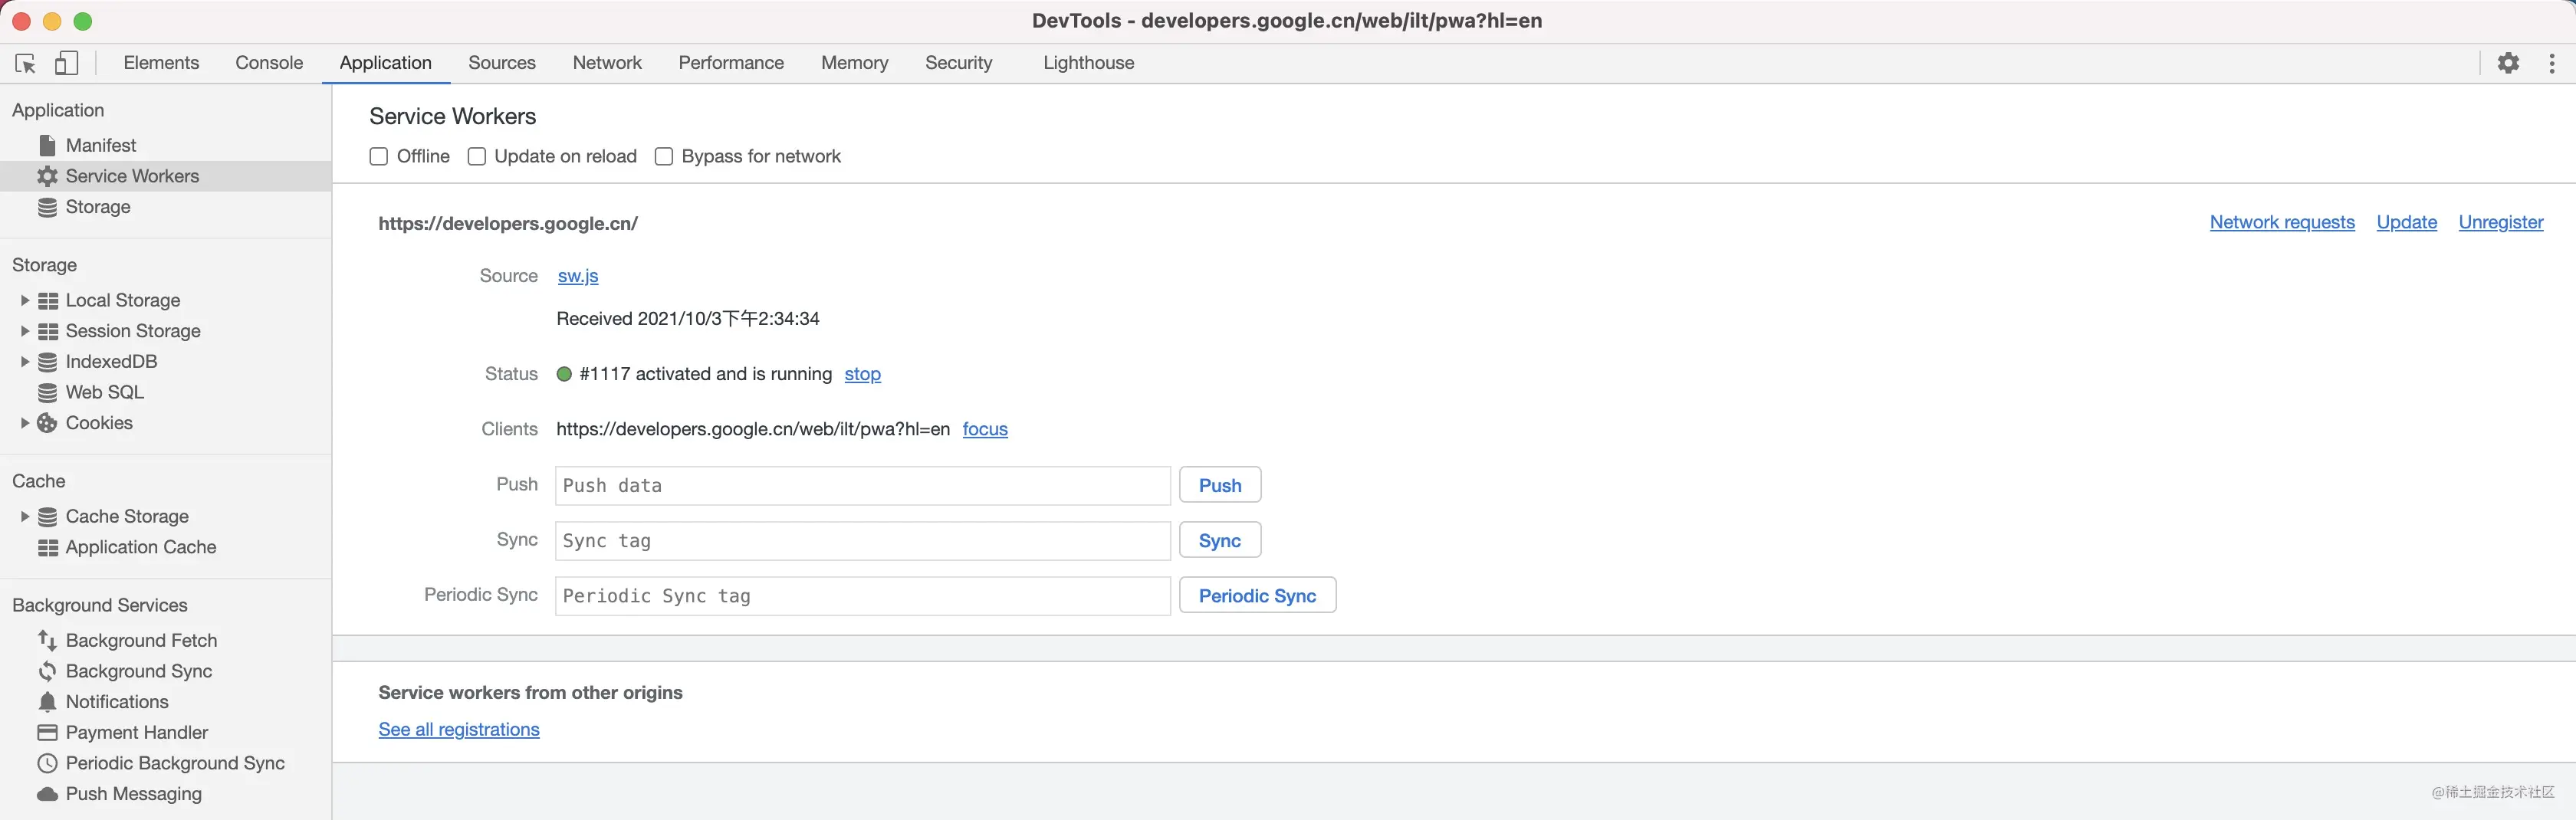 DevTools - developers.google.cn/web/ilt/pwa?hl=en
Elements Console Application Sources Network Performance Memory Security Lighthouse
Application
Manifest
Service Workers
Storage
Storage
Local Storage
Session Storage
IndexedDB
Web SQL
Cookies
Cache
Cache Storage
Application Cache
Background Services
Background Fetch
Background Sync
Notifications
Payment Handler
Periodic Background Sync
Push Messaging
Service Workers
Offline Update on reload Bypass for network
https://developers.google.cn/ Network requests Update Unregister
Source sw.js
Received 2021/10/3下午2:34:34
Status #1117 activated and is running stop
Clients https://developers.google.cn/web/ilt/pwa?hl=en focus
Push Push data Push
Sync Sync tag Sync
Periodic Sync Periodic Sync tag Periodic Sync
Service workers from other origins
See all registrations
@稀土掘金技术社区